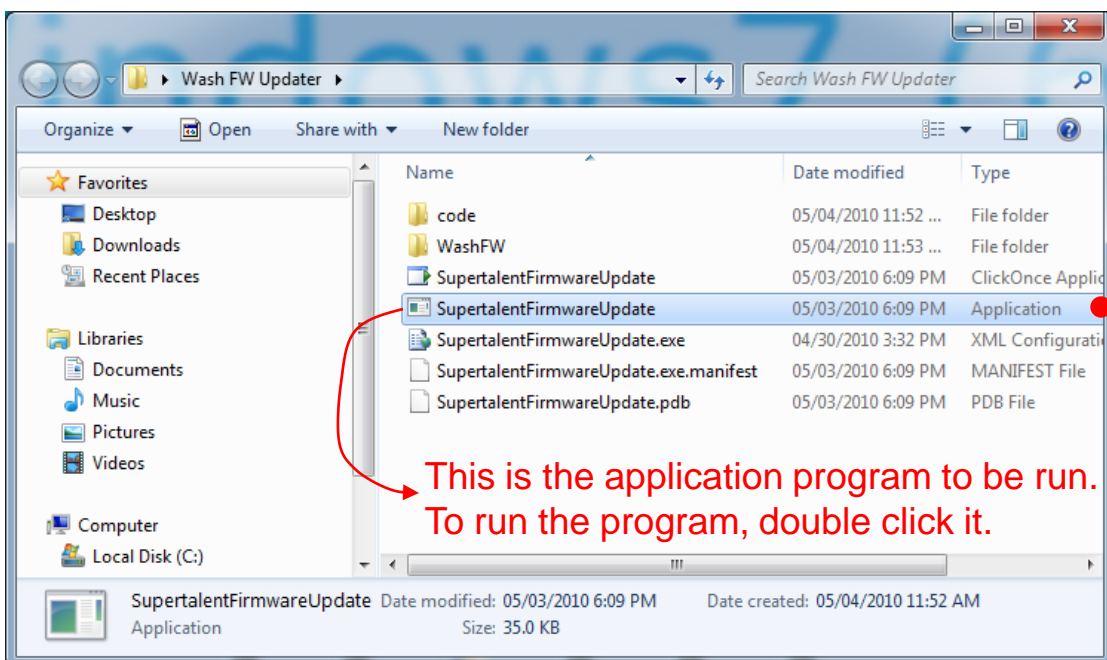 indows7
Wash FW Updater
Search Wash FW Updater
Organize Open Share with New folder
Name Date modified Type
Favorites
Desktop
Downloads
Recent Places
Libraries
Documents
Music
Pictures
Videos
Computer
Local Disk (C:)
code 05/04/2010 11:52 ... File folder
WashFW 05/04/2010 11:53 ... File folder
SupertalentFirmwareUpdate 05/03/2010 6:09 PM ClickOnce Applic
SupertalentFirmwareUpdate 05/03/2010 6:09 PM Application
SupertalentFirmwareUpdate.exe 04/30/2010 3:32 PM XML Configurati
SupertalentFirmwareUpdate.exe.manifest 05/03/2010 6:09 PM MANIFEST File
SupertalentFirmwareUpdate.pdb 05/03/2010 6:09 PM PDB File
This is the application program to be run.
To run the program, double click it.
SupertalentFirmwareUpdate Date modified: 05/03/2010 6:09 PM Date created: 05/04/2010 11:52 AM
Application Size: 35.0 KB